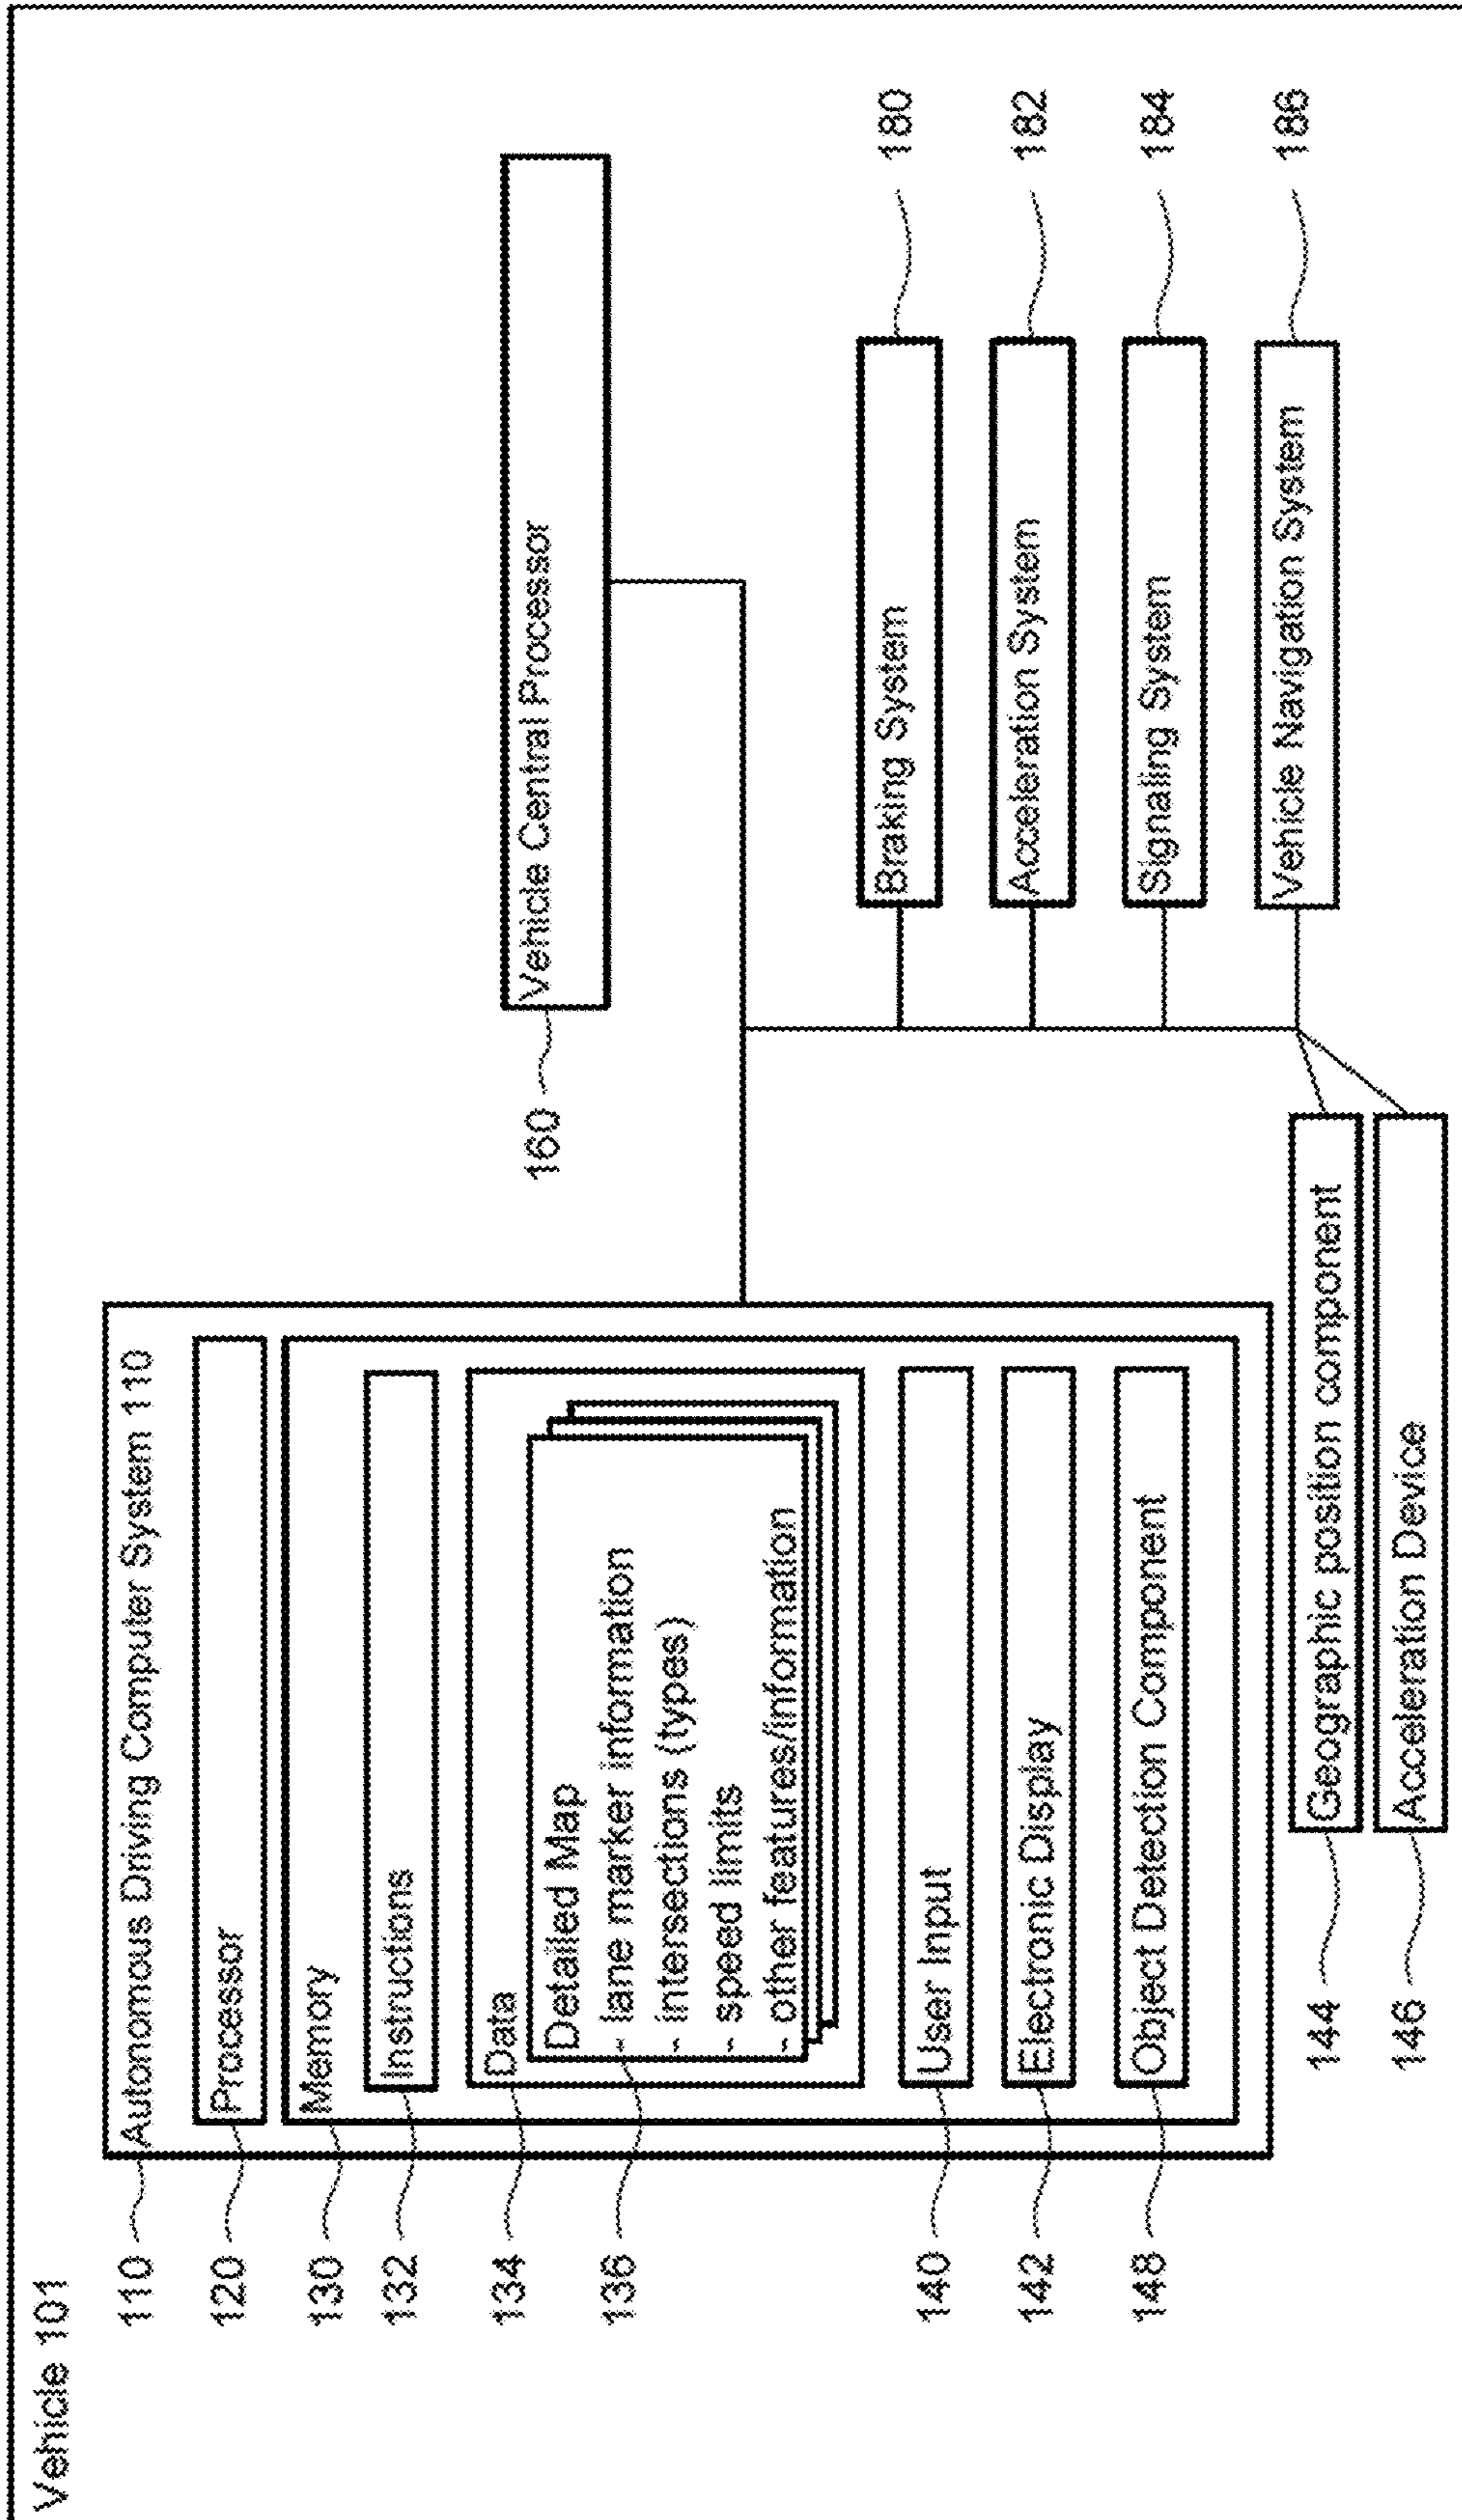 Vehicle 101
110
Autonomous Driving Computer System 110
120
Processor
130
Memory
132
Instructions
134
Data
136
Detailed Map
- lane marker information
- intersections (types)
- speed limits
- other features/information
140
User Input
142
Electronic Display
148
Object Detection Component
144
Geographic position component
146
Acceleration Device
160
Vehicle Central Processor
Braking System
180
Acceleration System
182
Signaling System
184
Vehicle Navigation System
186